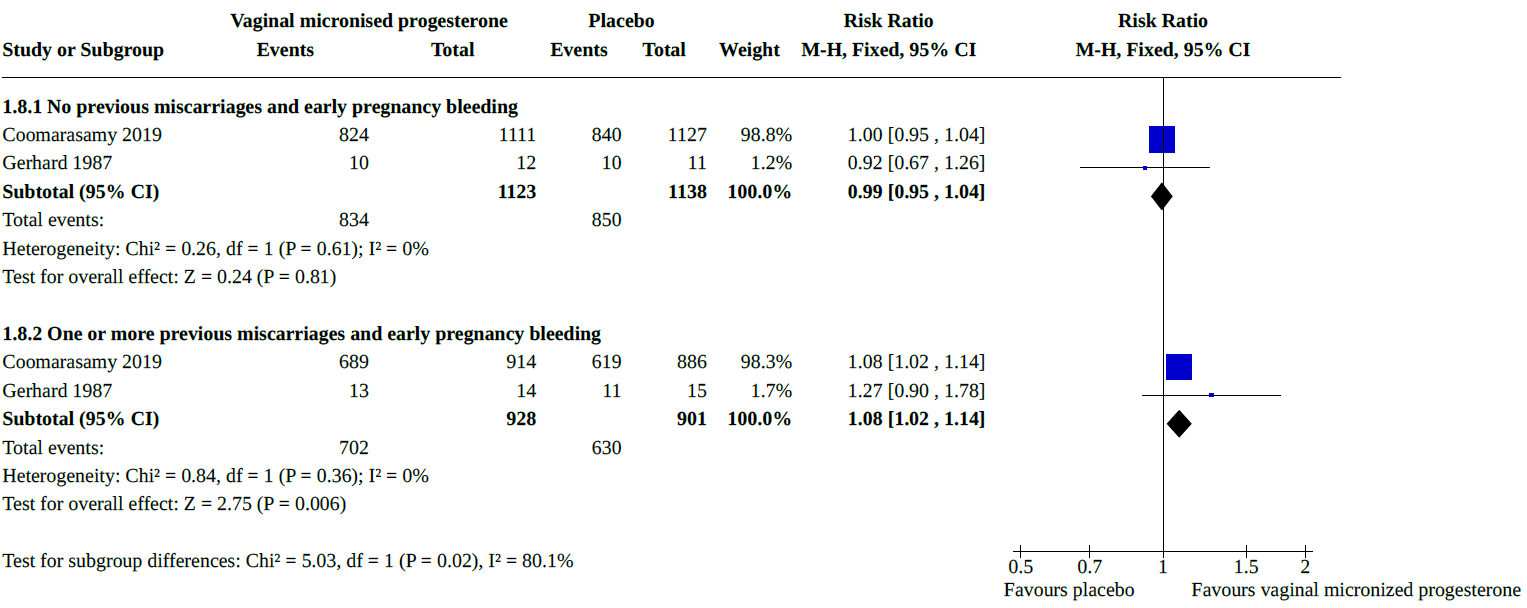 Vaginal micronised progesterone Placebo Risk Ratio Risk Ratio
Study or Subgroup Events Total Events Total Weight M-H, Fixed, 95% CI M-H, Fixed, 95% CI
1.8.1 No previous miscarriages and early pregnancy bleeding
Coomarasamy 2019 824 1111 840 1127 98.8% 1.00 [0.95 , 1.04]
Gerhard 1987 10 12 10 11 1.2% 0.92 [0.67 , 1.26]
Subtotal (95% CI) 1123 1138 100.0% 0.99 [0.95 , 1.04]
Total events: 834 850
Heterogeneity: Chi² = 0.26, df = 1 (P = 0.61); I² = 0%
Test for overall effect: Z = 0.24 (P = 0.81)
1.8.2 One or more previous miscarriages and early pregnancy bleeding
Coomarasamy 2019 689 914 619 886 98.3% 1.08 [1.02 , 1.14]
Gerhard 1987 13 14 11 15 1.7% 1.27 [0.90 , 1.78]
Subtotal (95% CI) 928 901 100.0% 1.08 [1.02 , 1.14]
Total events: 702 630
Heterogeneity: Chi² = 0.84, df = 1 (P = 0.36); I² = 0%
Test for overall effect: Z = 2.75 (P = 0.006)
Test for subgroup differences: Chi² = 5.03, df = 1 (P = 0.02), I² = 80.1%
0.5 0.7 1 1.5 2
Favours placebo Favours vaginal micronized progesterone